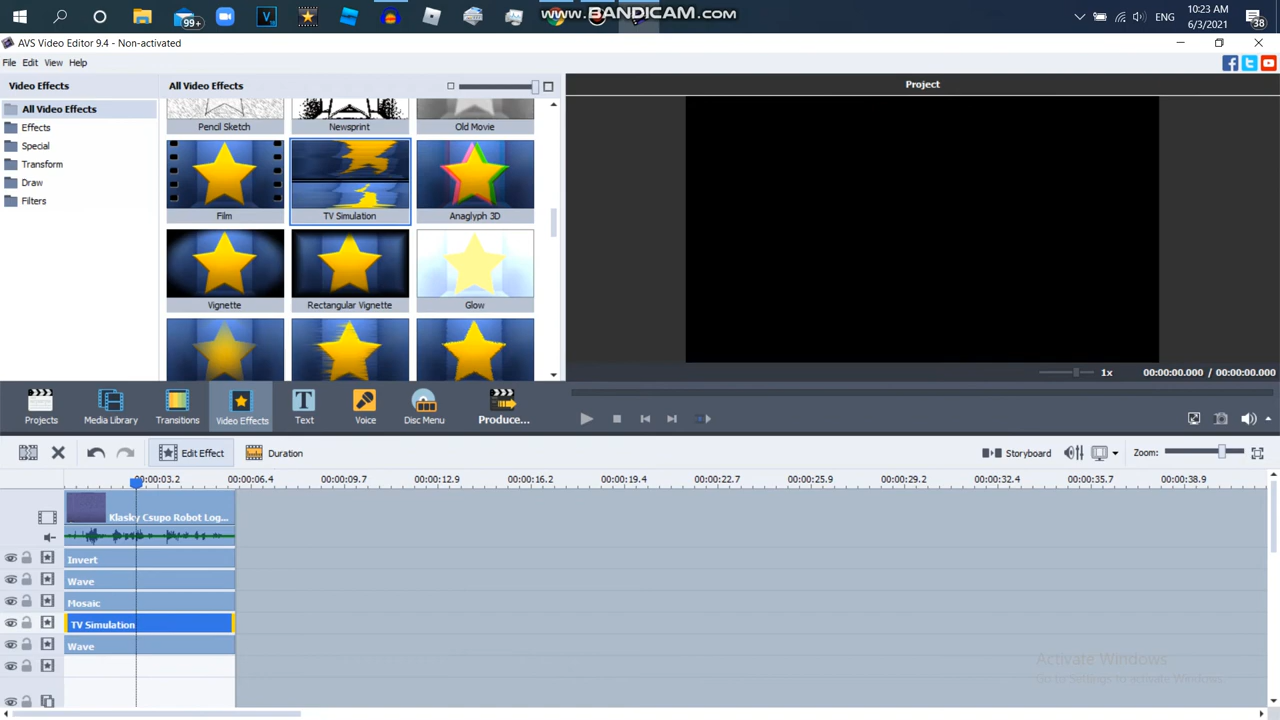 www.BANDICAM.com
99+
V
ENG
10:23 AM
6/3/2021
38
AVS Video Editor 9.4 - Non-activated
File Edit View Help
Video Effects
All Video Effects
Effects
Special
Transform
Draw
Filters
All Video Effects
Pencil Sketch
Newsprint
Old Movie
Film
TV Simulation
Anaglyph 3D
Vignette
Rectangular Vignette
Glow
Project
1x
00:00:00.000 / 00:00:00.000
Projects
Media Library
Transitions
Video Effects
Text
Voice
Disc Menu
Produce...
Edit Effect
Duration
Storyboard
Zoom:
00:00:03.2 00:00:06.4 00:00:09.7 00:00:12.9 00:00:16.2 00:00:19.4 00:00:22.7 00:00:25.9 00:00:29.2 00:00:32.4 00:00:35.7 00:00:38.9
Klasky Csupo Robot Log...
Invert
Wave
Mosaic
TV Simulation
Wave
Activate Windows
Go to Settings to activate Windows.